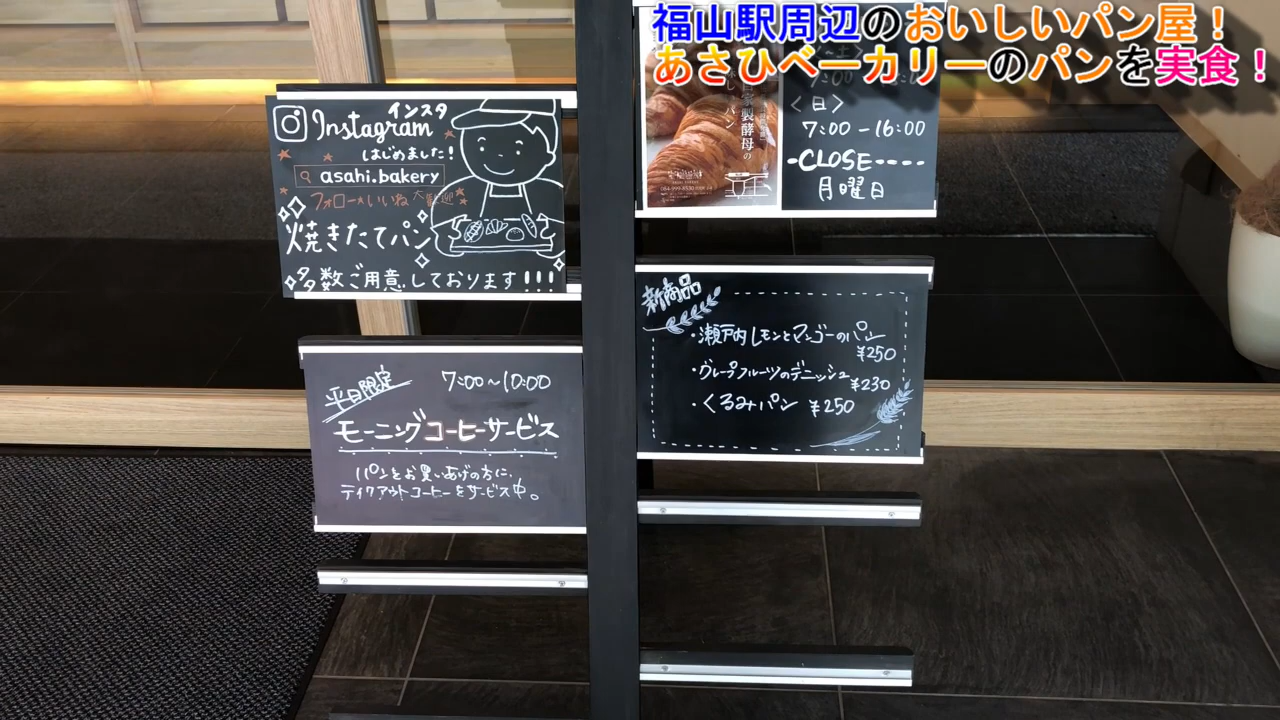 福山駅周辺のおいしいパン屋！
あさひベーカリーのパンを実食！
インスタ
Instagram
はじめました!
asahi.bakery
フォロー・いいね 大歓迎
焼きたてパン
多数ご用意しております!!!
自家製酵母の
パン
<日>
7:00-16:00
-CLOSE----
月曜日
平日限定
7:00~10:00
モーニングコーヒーサービス
パンをお買いあげの方に、
テイクアウトコーヒーをサービス中。
新商品
・瀬戸内レモンとマンゴーのパン
¥250
・グレープフルーツのデニッシュ
¥230
・くるみパン ¥250